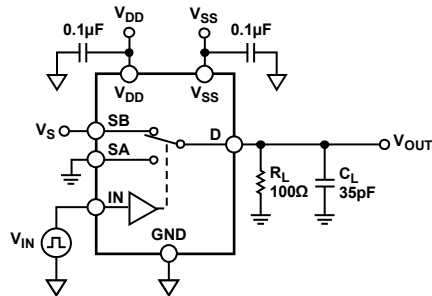 VDD
VSS
0.1µF
0.1µF
VDD
VSS
VS
SB
SA
D
VOUT
RL
100Ω
CL
35pF
IN
VIN
GND